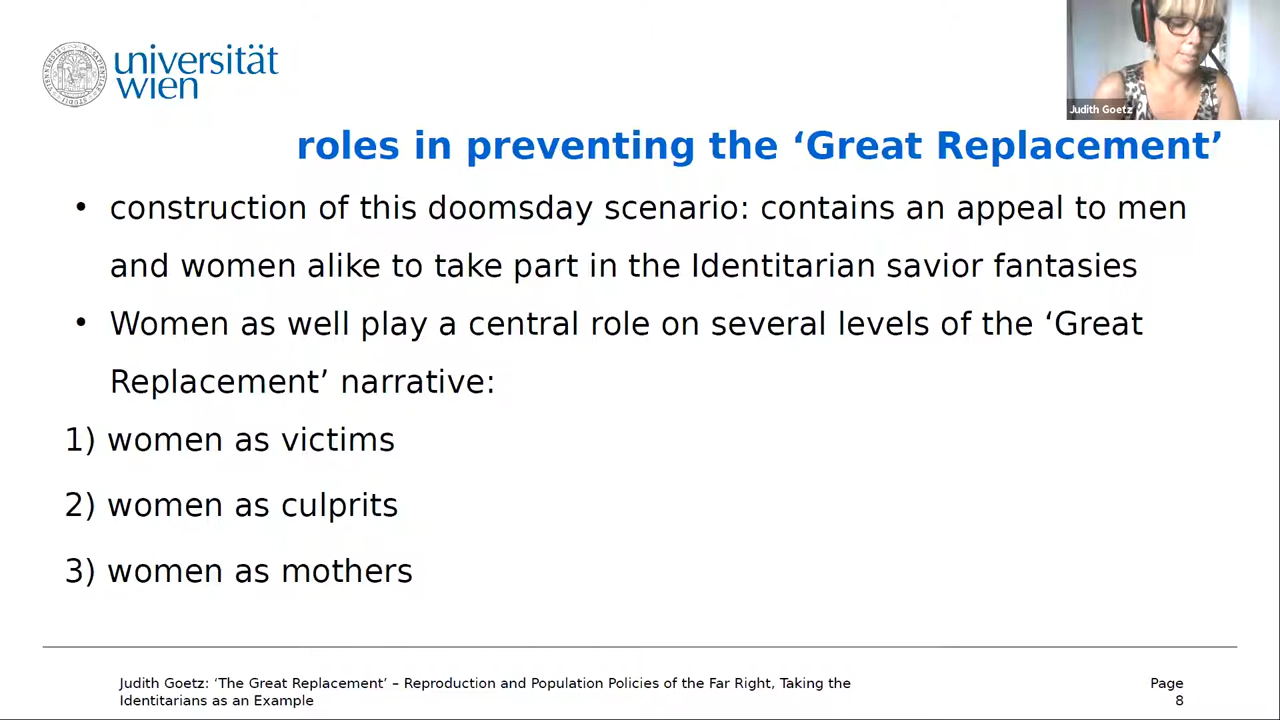 universität
wien
Judith Goetz
roles in preventing the ‘Great Replacement’
• construction of this doomsday scenario: contains an appeal to men
and women alike to take part in the Identitarian savior fantasies
• Women as well play a central role on several levels of the ‘Great
Replacement’ narrative:
1) women as victims
2) women as culprits
3) women as mothers
Judith Goetz: ‘The Great Replacement’ – Reproduction and Population Policies of the Far Right, Taking the
Identitarians as an Example
Page
8